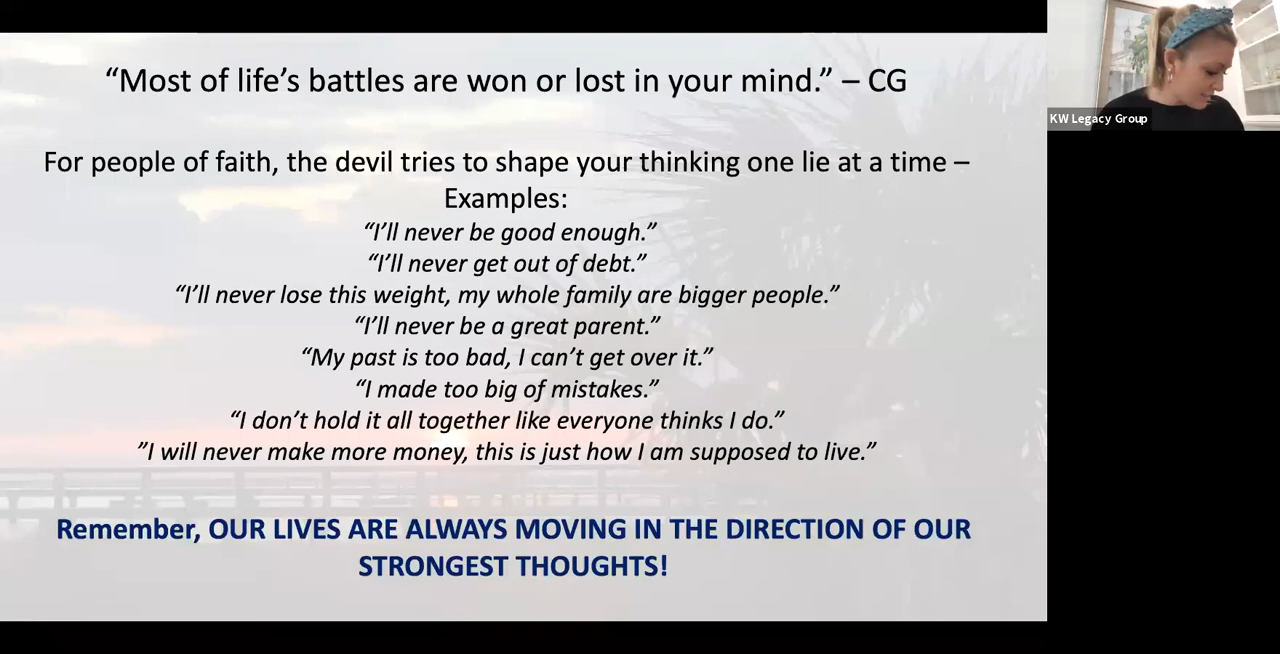 “Most of life’s battles are won or lost in your mind.” – CG
For people of faith, the devil tries to shape your thinking one lie at a time –
Examples:
“I’ll never be good enough.”
“I’ll never get out of debt.”
“I’ll never lose this weight, my whole family are bigger people.”
“I’ll never be a great parent.”
“My past is too bad, I can’t get over it.”
“I made too big of mistakes.”
“I don’t hold it all together like everyone thinks I do.”
”I will never make more money, this is just how I am supposed to live.”
Remember, OUR LIVES ARE ALWAYS MOVING IN THE DIRECTION OF OUR
STRONGEST THOUGHTS!
KW Legacy Group